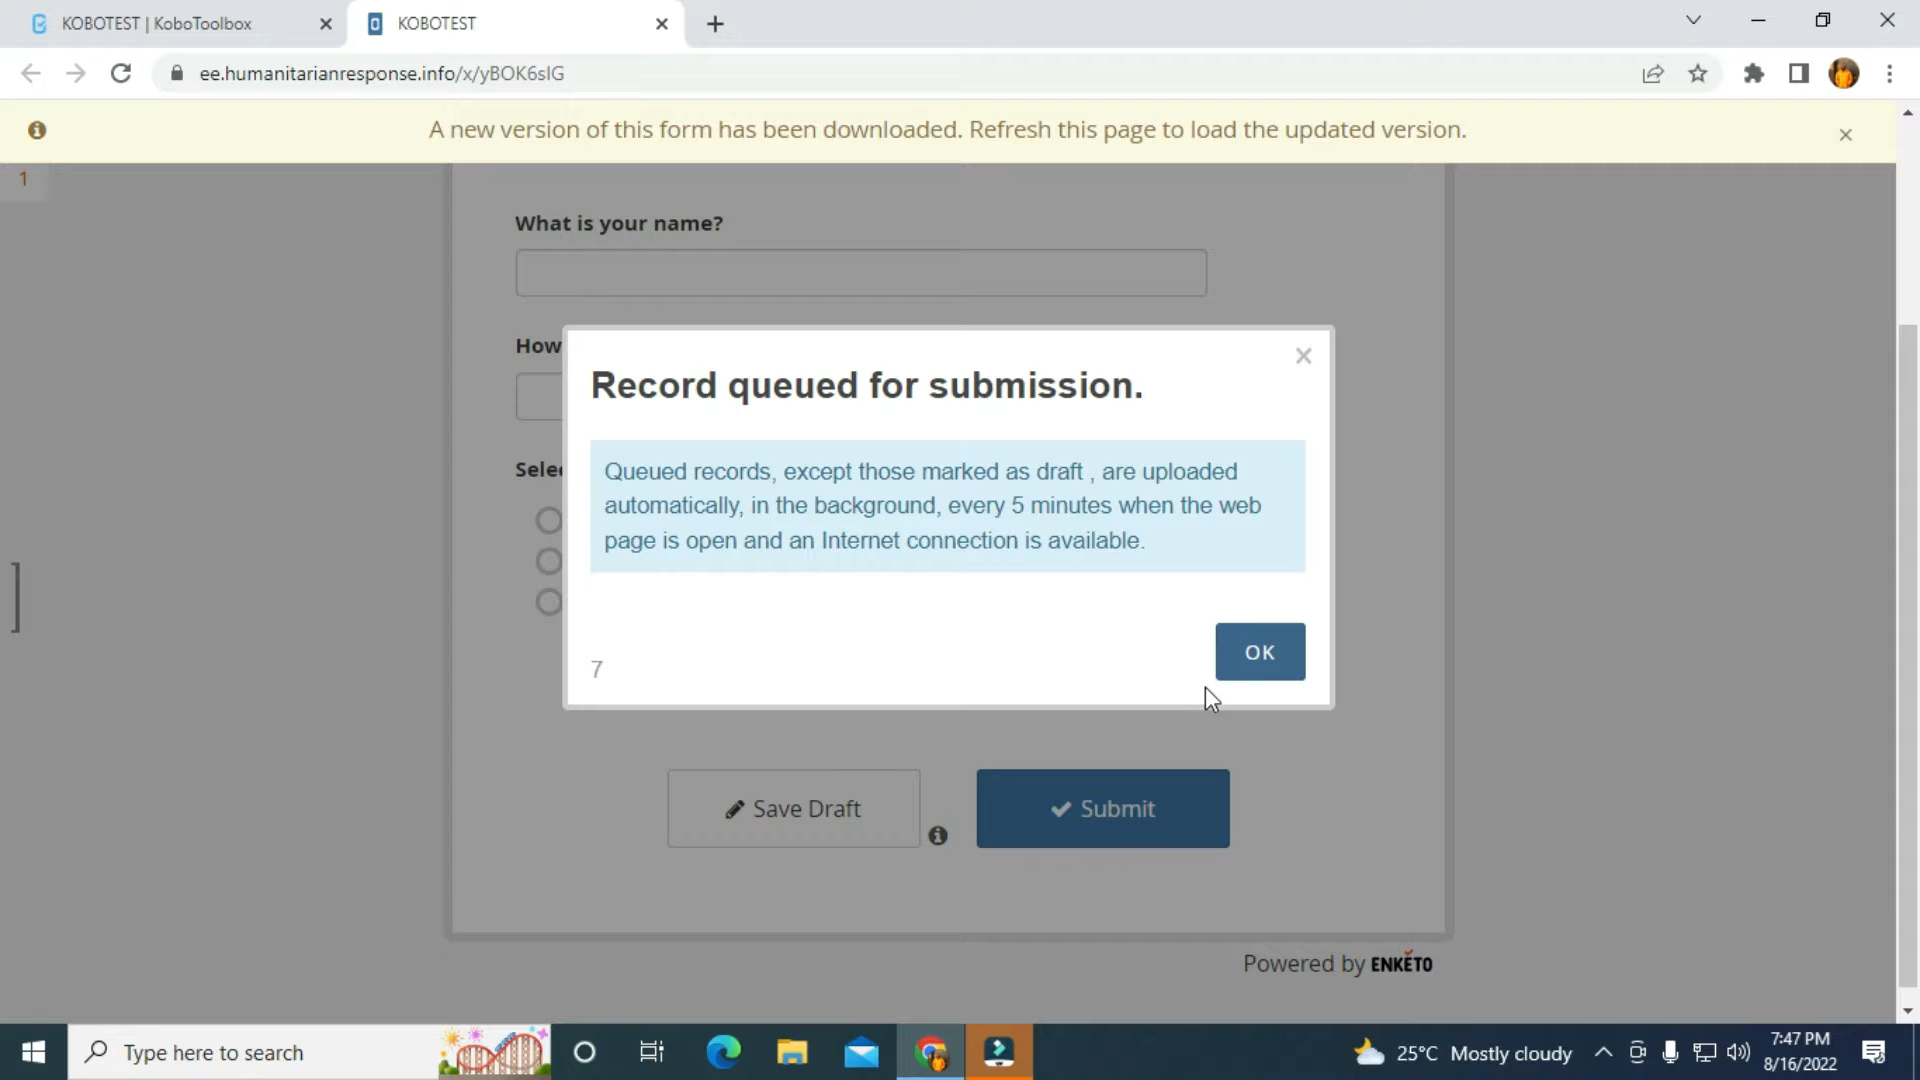 KOBOTEST | KoboToolbox
KOBOTEST
ee.humanitarianresponse.info/x/yBOK6sIG
A new version of this form has been downloaded. Refresh this page to load the updated version.
1
What is your name?
How
Record queued for submission.
Queued records, except those marked as draft , are uploaded
automatically, in the background, every 5 minutes when the web
page is open and an Internet connection is available.
OK
7
Save Draft
Submit
Powered by ENKETO
Type here to search
25°C Mostly cloudy
7:47 PM
8/16/2022